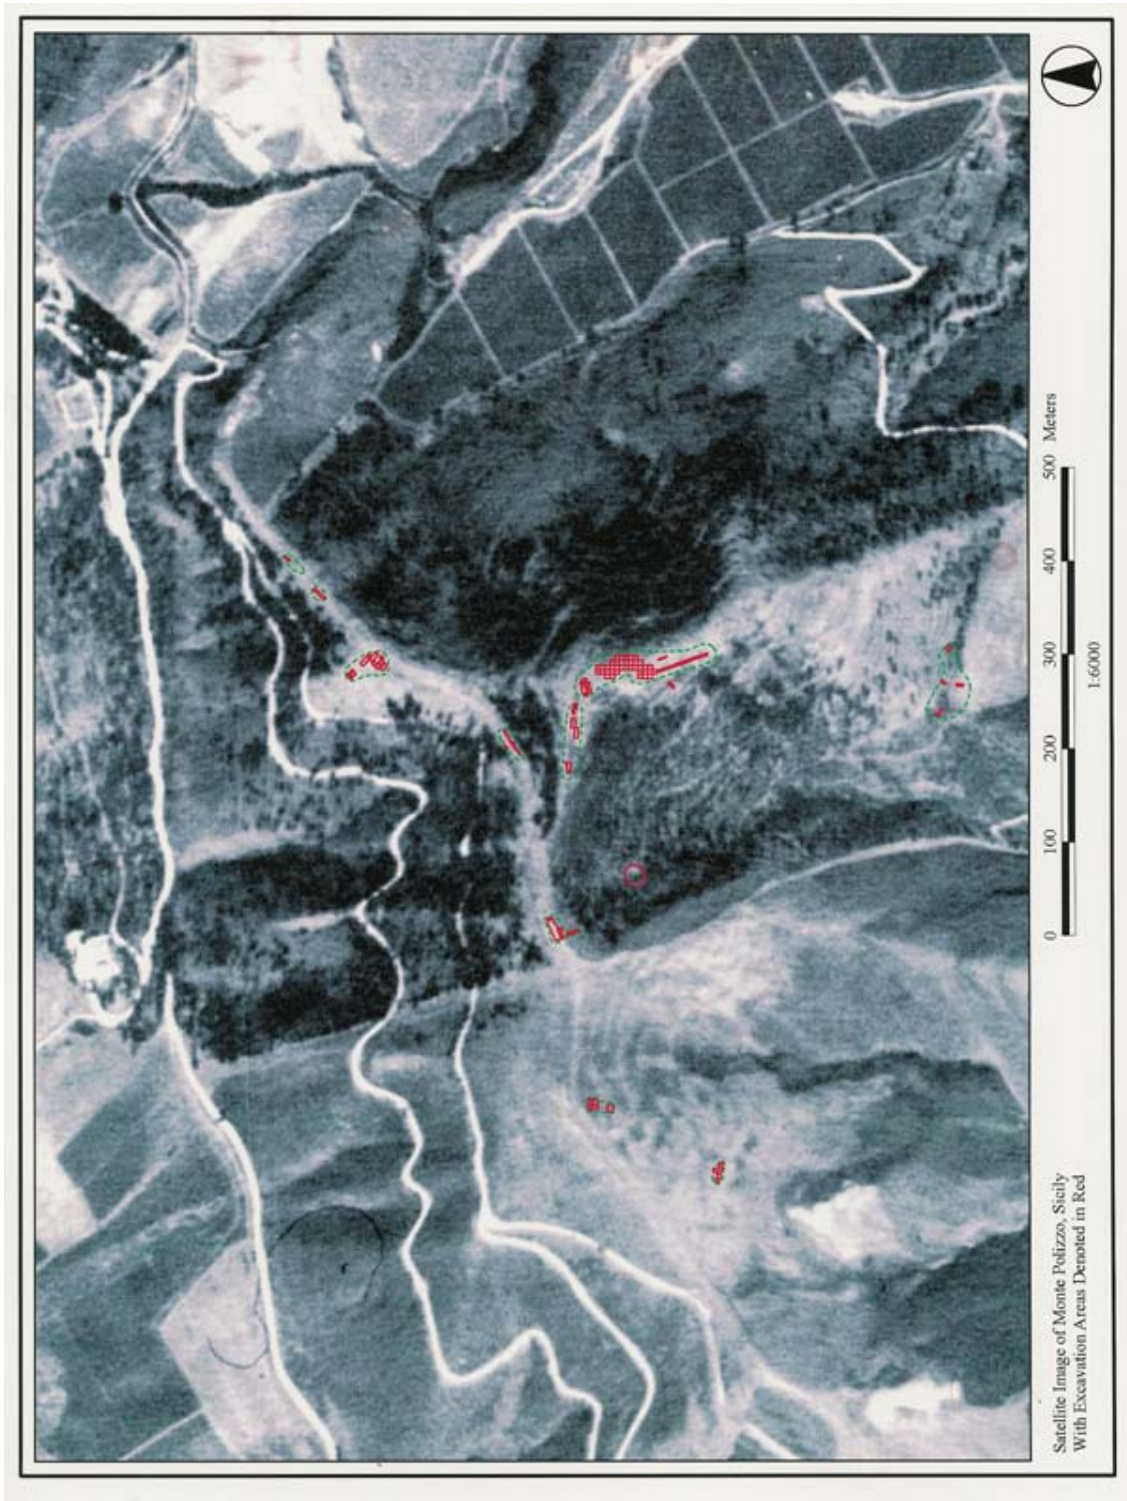 Satellite Image of Monte Polizzo, Sicily
With Excavation Areas Denoted in Red
0 100 200 300 400 500 Meters
1:6000